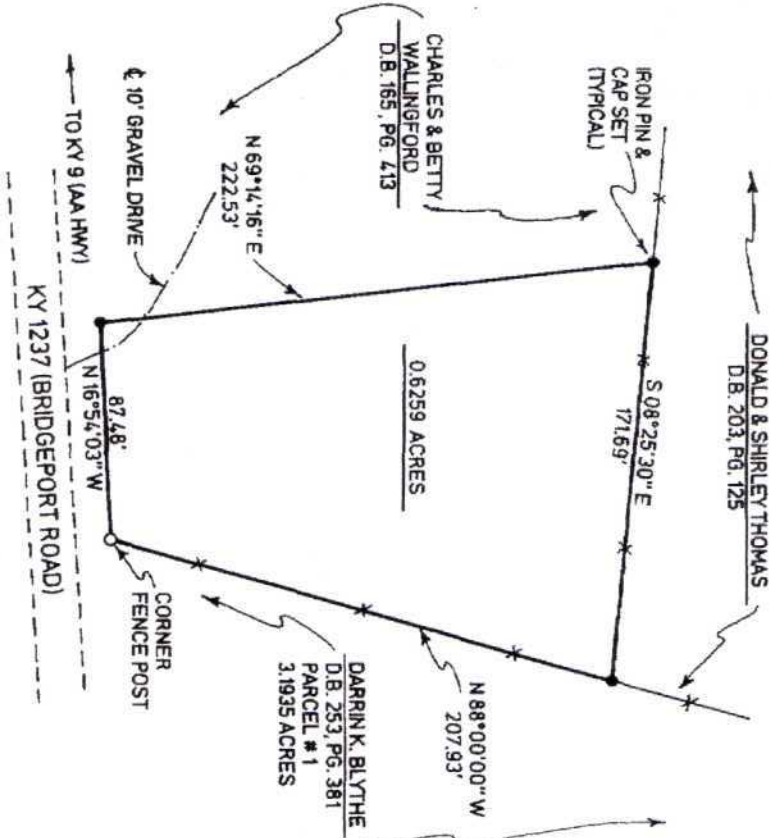 DONALD & SHIRLEY THOMAS
D.B. 203, PG. 125
IRON PIN &
CAP SET
(TYPICAL)
S 08°25'30" E
171.69'
CHARLES & BETTY
WALLINGFORD
D.B. 165, PG. 413
0.6259 ACRES
N 69°14'16" E
222.53'
N 88°00'00" W
207.93'
DARRIN K. BLYTHE
D.B. 253, PG. 381
PARCEL #1
3.1935 ACRES
℄ 10' GRAVEL DRIVE
87.48'
N 16°54'03" W
CORNER
FENCE POST
TO KY 9 (AA HWY)
KY 1237 (BRIDGEPORT ROAD)